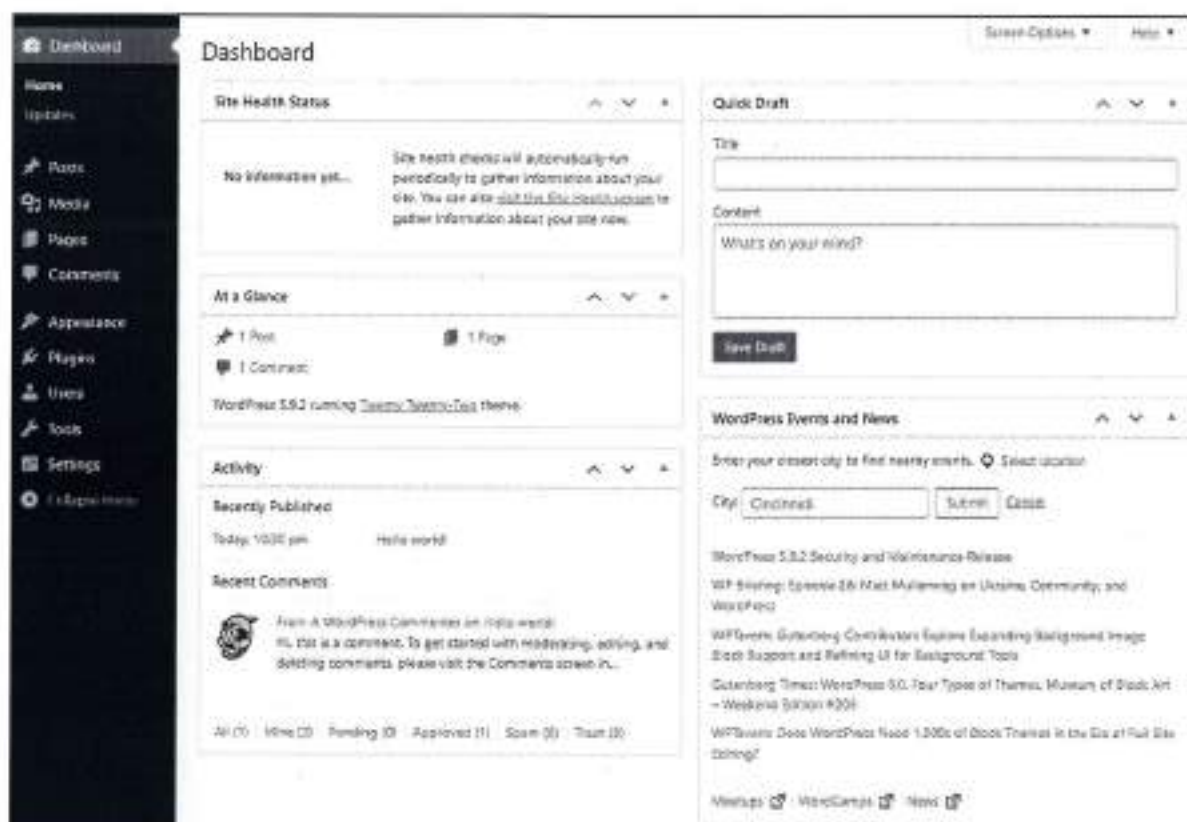 Dashboard
Home
Updates
Posts
Media
Pages
Comments
Appearance
Plugins
Users
Tools
Settings
Collapse menu
Screen Options
Help
Dashboard
Site Health Status
No information yet...
Site health checks will automatically run
periodically to gather information about your
site. You can also visit the Site Health screen to
gather information about your site now.
At a Glance
1 Post
1 Page
1 Comment
WordPress 5.9.2 running Twenty Twenty-Two theme.
Activity
Recently Published
Today, 10:30 pm
Hello world!
Recent Comments
From A WordPress Commenter on Hello world!
Hi, this is a comment. To get started with moderating, editing, and
deleting comments, please visit the Comments screen in...
All (1)
Mine
Pending (0)
Approved (1)
Spam (0)
Trash (0)
Quick Draft
Title
Content
What's on your mind?
Save Draft
WordPress Events and News
Enter your closest city to find nearby events.
Select location
City:
Cincinnati
Submit
Cancel
WordPress 5.9.2 Security and Maintenance Release
WP Briefing: Episode 26: Matt Mullenweg on Ukraine, Community, and
WordPress
WPTavern: Gutenberg Contributors Explore Expanding Background Image
Block Support and Refining UI for Background Tools
Gutenberg Times: WordPress 6.0, Four Types of Themes, Museum of Block Art
– Weekend Edition
WPTavern: Does WordPress Need 1,000s of Block Themes in the Era of Full Site
Editing?
Meetups
WordCamps
News